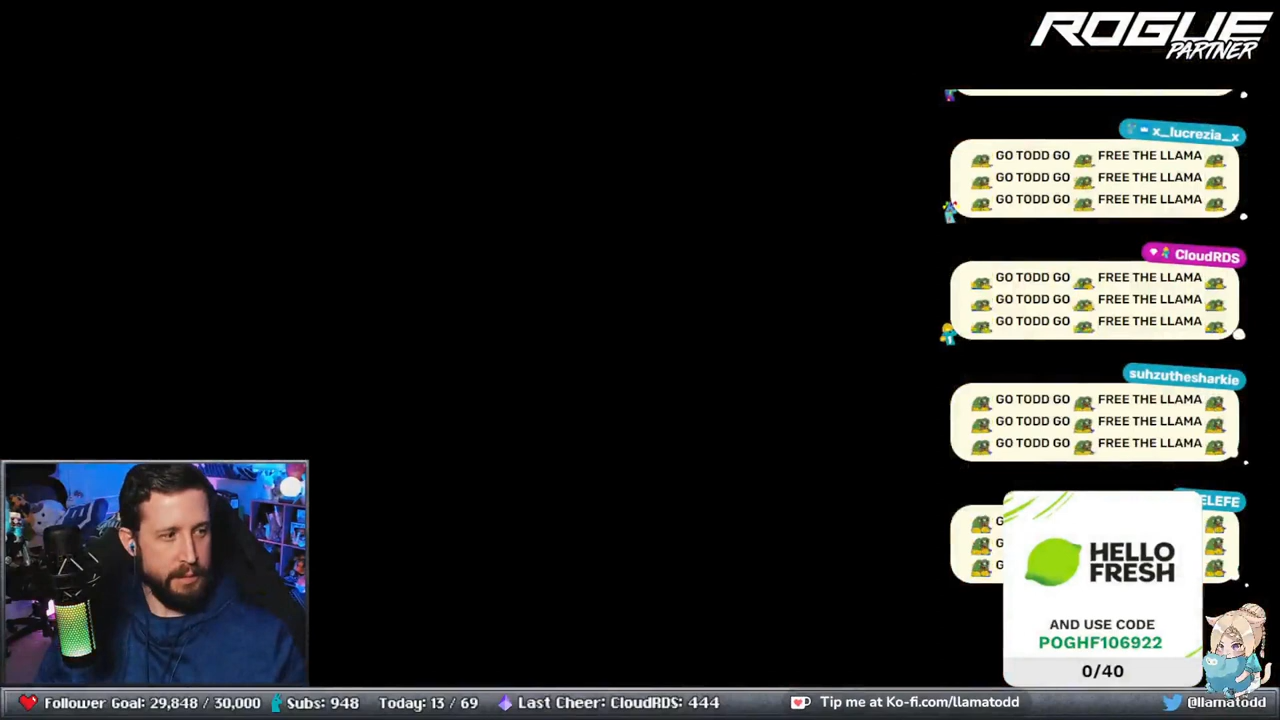 ROGUE
PARTNER
x_lucrezia_x
GO TODD GO FREE THE LLAMA
GO TODD GO FREE THE LLAMA
GO TODD GO FREE THE LLAMA
CloudRDS
GO TODD GO FREE THE LLAMA
GO TODD GO FREE THE LLAMA
GO TODD GO FREE THE LLAMA
suhzuthesharkie
GO TODD GO FREE THE LLAMA
GO TODD GO FREE THE LLAMA
GO TODD GO FREE THE LLAMA
ELEFE
G
G
G
HELLO
FRESH
AND USE CODE
POGHF106922
0/40
Follower Goal: 29,848 / 30,000 Subs: 948 Today: 13 / 69 Last Cheer: CloudRDS: 444 Tip me at Ko-fi.com/llamatodd @llamatodd